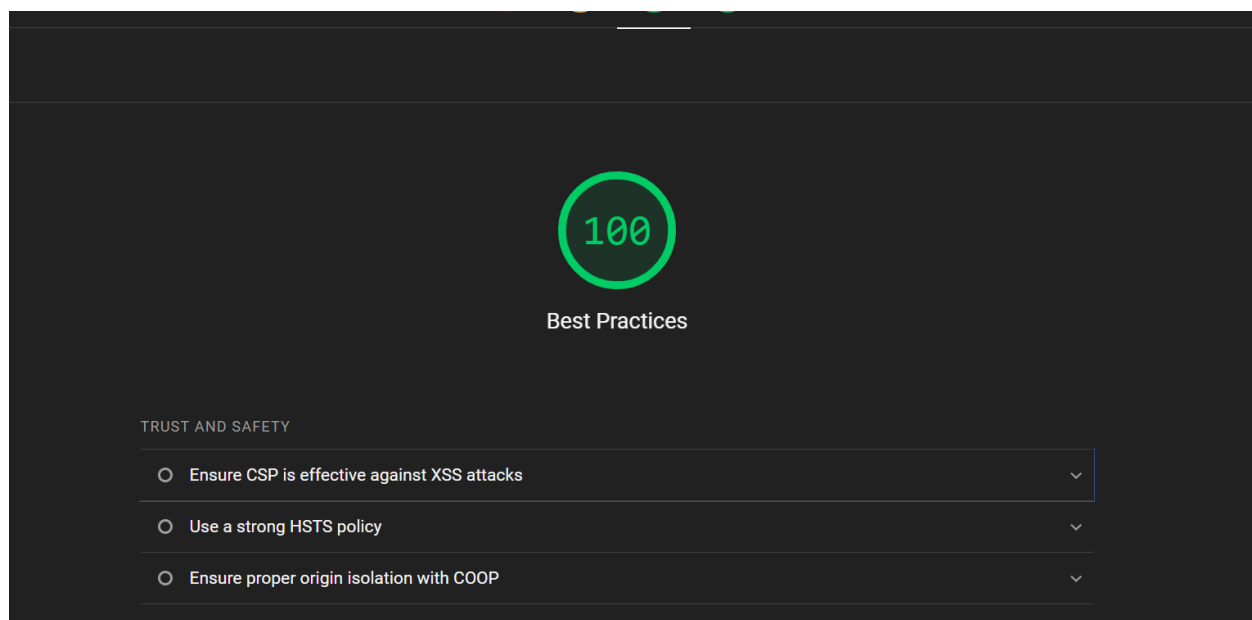 100
Best Practices
TRUST AND SAFETY
Ensure CSP is effective against XSS attacks
Use a strong HSTS policy
Ensure proper origin isolation with COOP